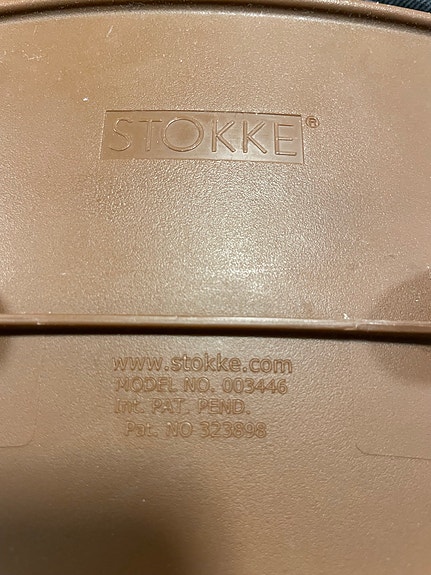 STOKKE®
www.stokke.com
MODEL NO. 003446
Int. PAT. PEND.
Pat. NO 323898